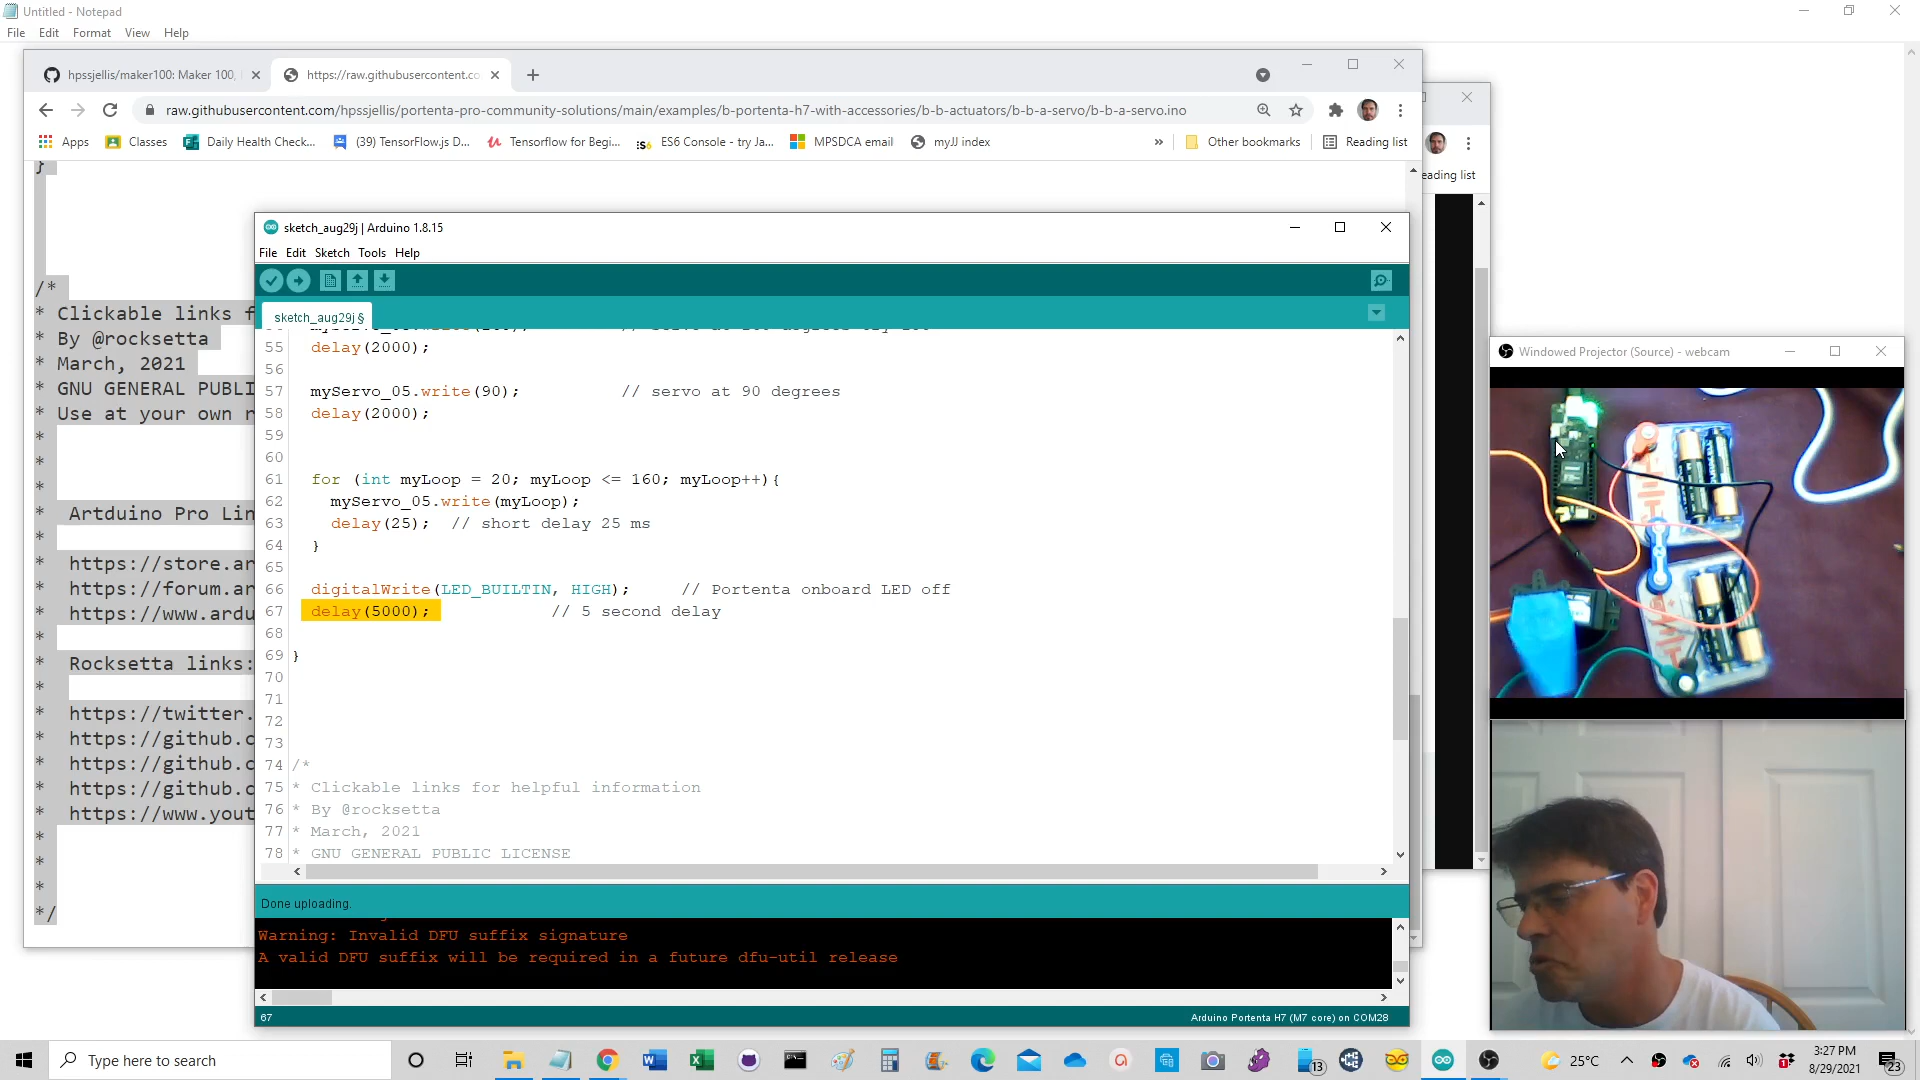 Untitled - Notepad
File Edit Format View Help
hpssjellis/maker100: Maker 100,
https://raw.githubusercontent.co
raw.githubusercontent.com/hpssjellis/portenta-pro-community-solutions/main/examples/b-portenta-h7-with-accessories/b-b-actuators/b-b-a-servo/b-b-a-servo.ino
Apps Classes Daily Health Check... (39) TensorFlow.js D... Tensorflow for Begi... ES6 Console - try Ja... MPSDCA email myJJ index » Other bookmarks Reading list
eading list
}
/*
* Clickable links f
* By @rocksetta
* March, 2021
* GNU GENERAL PUBLI
* Use at your own r
*
*
*
* Artduino Pro Lin
*
* https://store.ar
* https://forum.ar
* https://www.ardu
*
* Rocksetta links:
*
* https://twitter.
* https://github.c
* https://github.c
* https://github.c
* https://www.yout
*
*
*
*/
sketch_aug29j | Arduino 1.8.15
File Edit Sketch Tools Help
sketch_aug29j §
55 delay(2000);
56
57 myServo_05.write(90); // servo at 90 degrees
58 delay(2000);
59
60
61 for (int myLoop = 20; myLoop <= 160; myLoop++){
62 myServo_05.write(myLoop);
63 delay(25); // short delay 25 ms
64 }
65
66 digitalWrite(LED_BUILTIN, HIGH); // Portenta onboard LED off
67 delay(5000); // 5 second delay
68
69 }
70
71
72
73
74 /*
75 * Clickable links for helpful information
76 * By @rocksetta
77 * March, 2021
78 * GNU GENERAL PUBLIC LICENSE
Done uploading.
Warning: Invalid DFU suffix signature
A valid DFU suffix will be required in a future dfu-util release
67
Arduino Portenta H7 (M7 core) on COM28
Windowed Projector (Source) - webcam
Type here to search
13
25°C
3:27 PM
8/29/2021
23